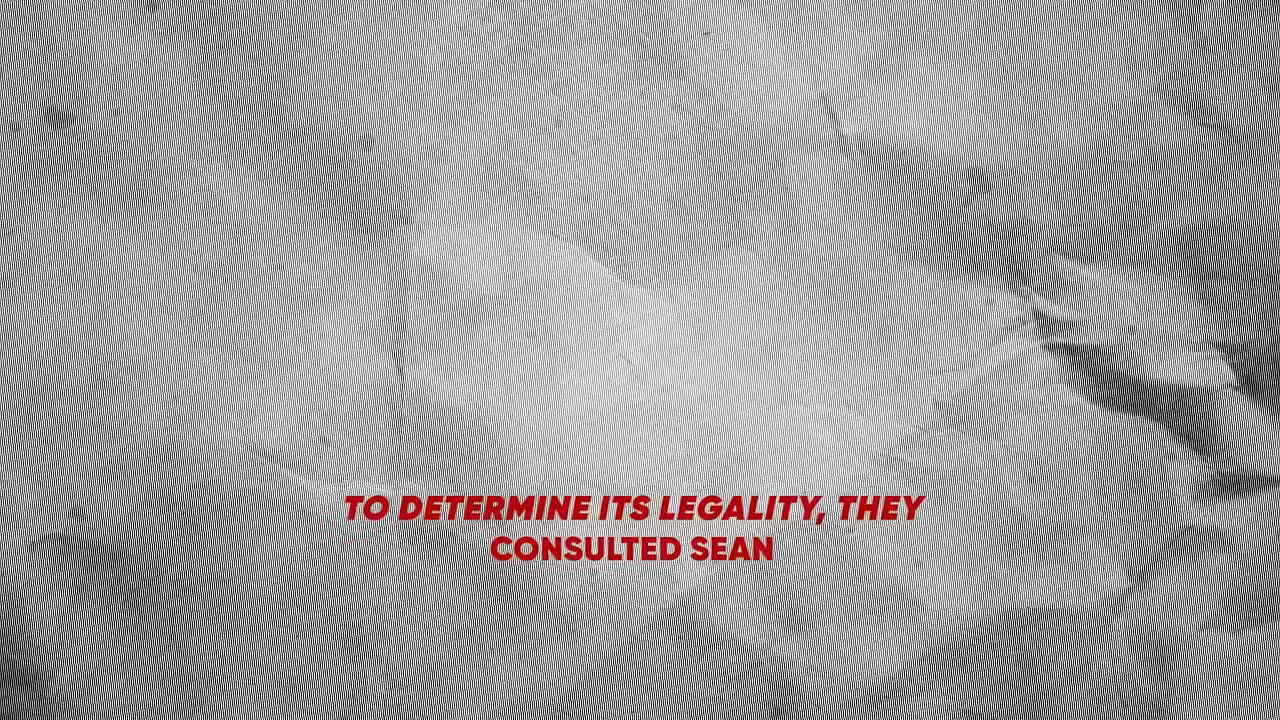 TO DETERMINE ITS LEGALITY, THEY
CONSULTED SEAN